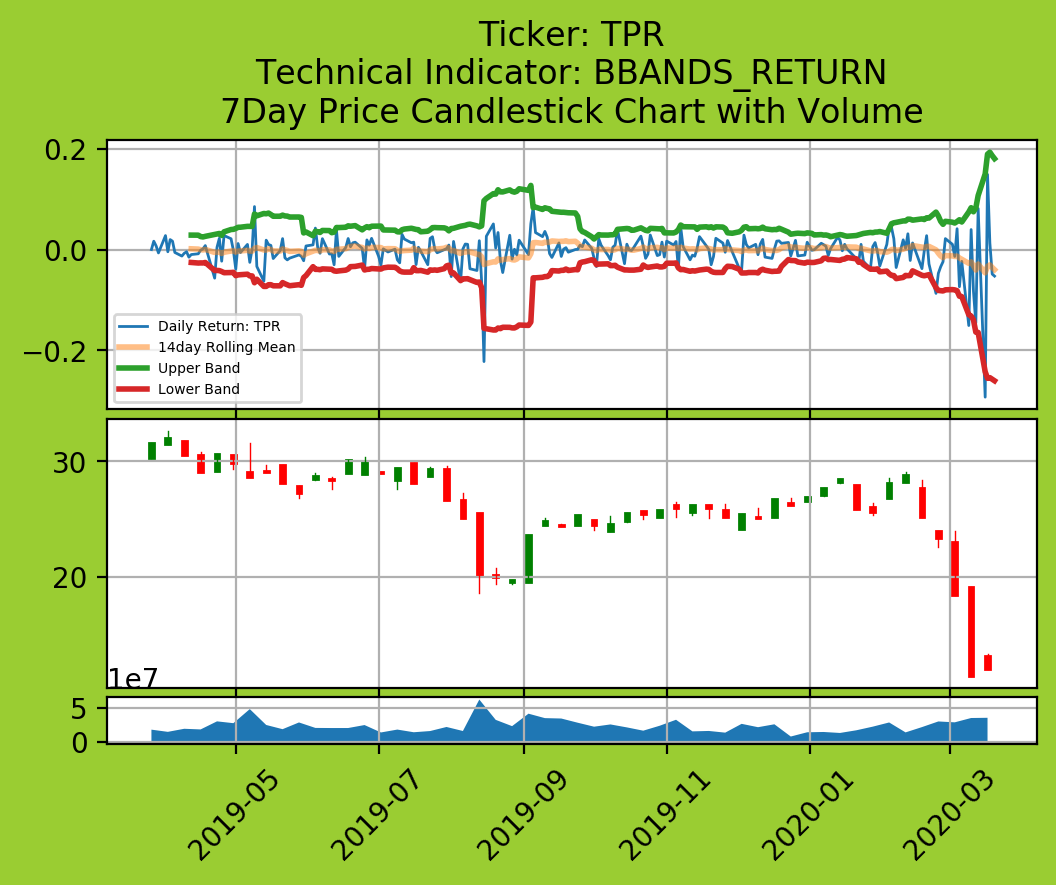 Ticker: TPR
Technical Indicator: BBANDS_RETURN
7Day Price Candlestick Chart with Volume
0.2
0.0
−0.2
Daily Return: TPR
14day Rolling Mean
Upper Band
Lower Band
30
20
1e7
5
0
2019-05
2019-07
2019-09
2019-11
2020-01
2020-03